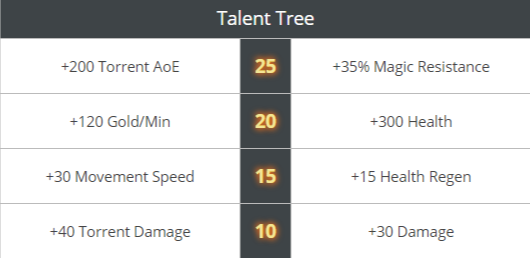 Talent Tree
+200 Torrent AoE 25 +35% Magic Resistance
+120 Gold/Min 20 +300 Health
+30 Movement Speed 15 +15 Health Regen
+40 Torrent Damage 10 +30 Damage